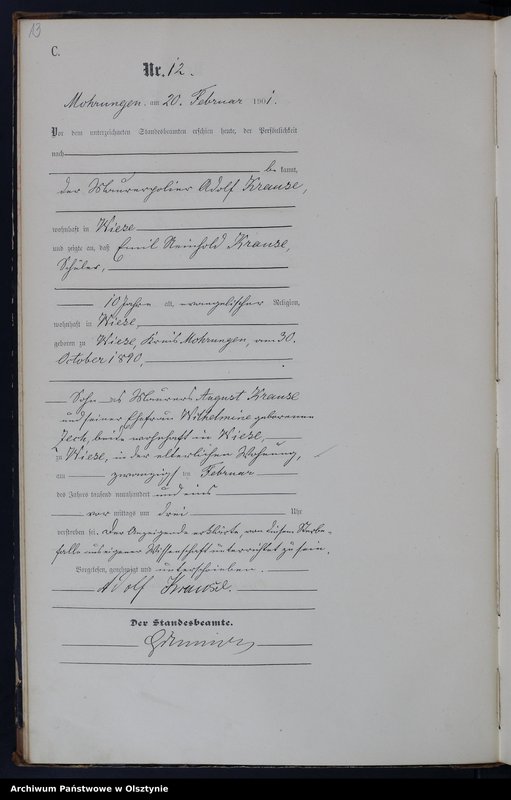 13
C.
Nr. 12.
Mohrungen. am 20. Februar 1901.
Vor dem unterzeichneten Standesbeamten erschien heute, der Persönlichkeit
nach
be kannt,
der Maurerpolier Adolf Krause,
wohnhaft in Wiese
und zeigte an, daß Emil Reinhold Krause,
Schüler,
10 Jahre alt, evangelischer Religion,
wohnhaft in Wiese,
geboren zu Wiese, Kreis Mohrungen, am 30.
October 1890,
Sohn des Maurers August Krause
und seiner Ehefrau Wilhelmine geborenen
Zech, beide wohnhaft in Wiese,
zu Wiese, in der elterlichen Wohnung,
am zwanzigsten Februar
des Jahres tausend neunhundert und eins
vor mittags um drei Uhr
verstorben sei. Der Anzeigende erklärte, von diesem Sterbe-
falle aus eigener Wissenschaft unterrichtet zu sein.
Vorgelesen, genehmigt und unterschrieben.
Adolf Krause.
Der Standesbeamte.
Archiwum Państwowe w Olsztynie